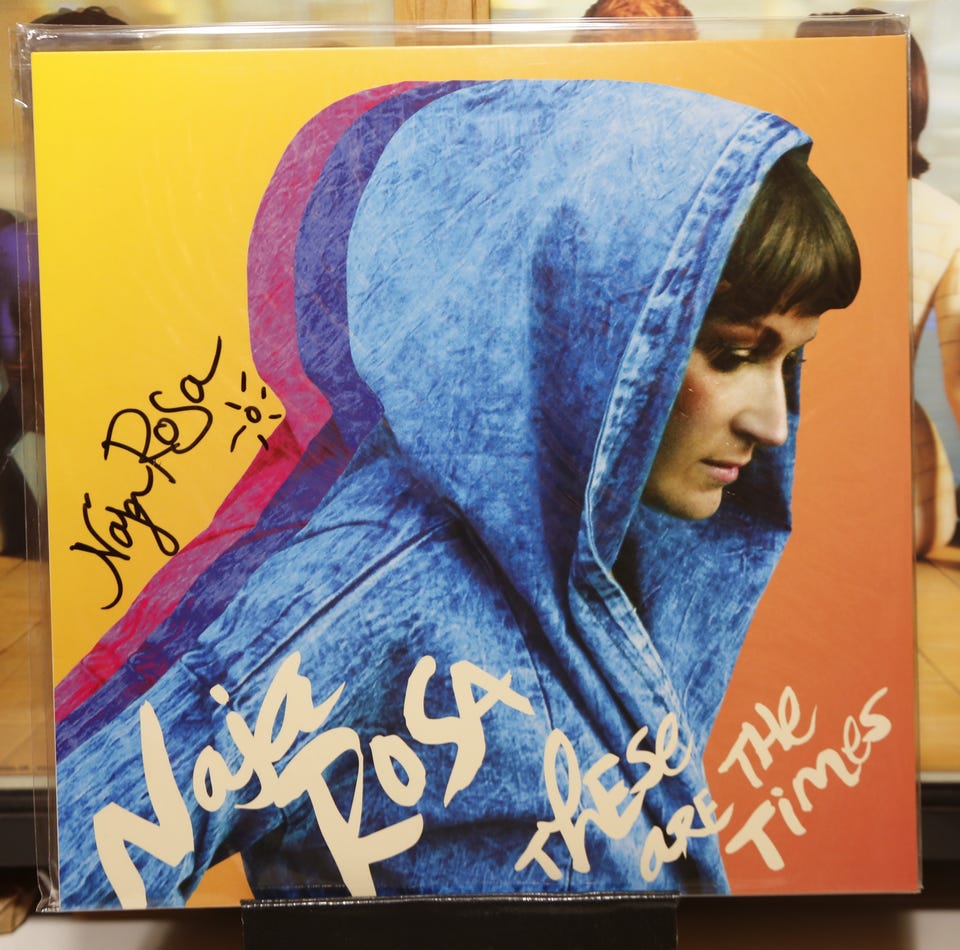 Naja Rosa
Naja
Rosa
These
are THE
Times